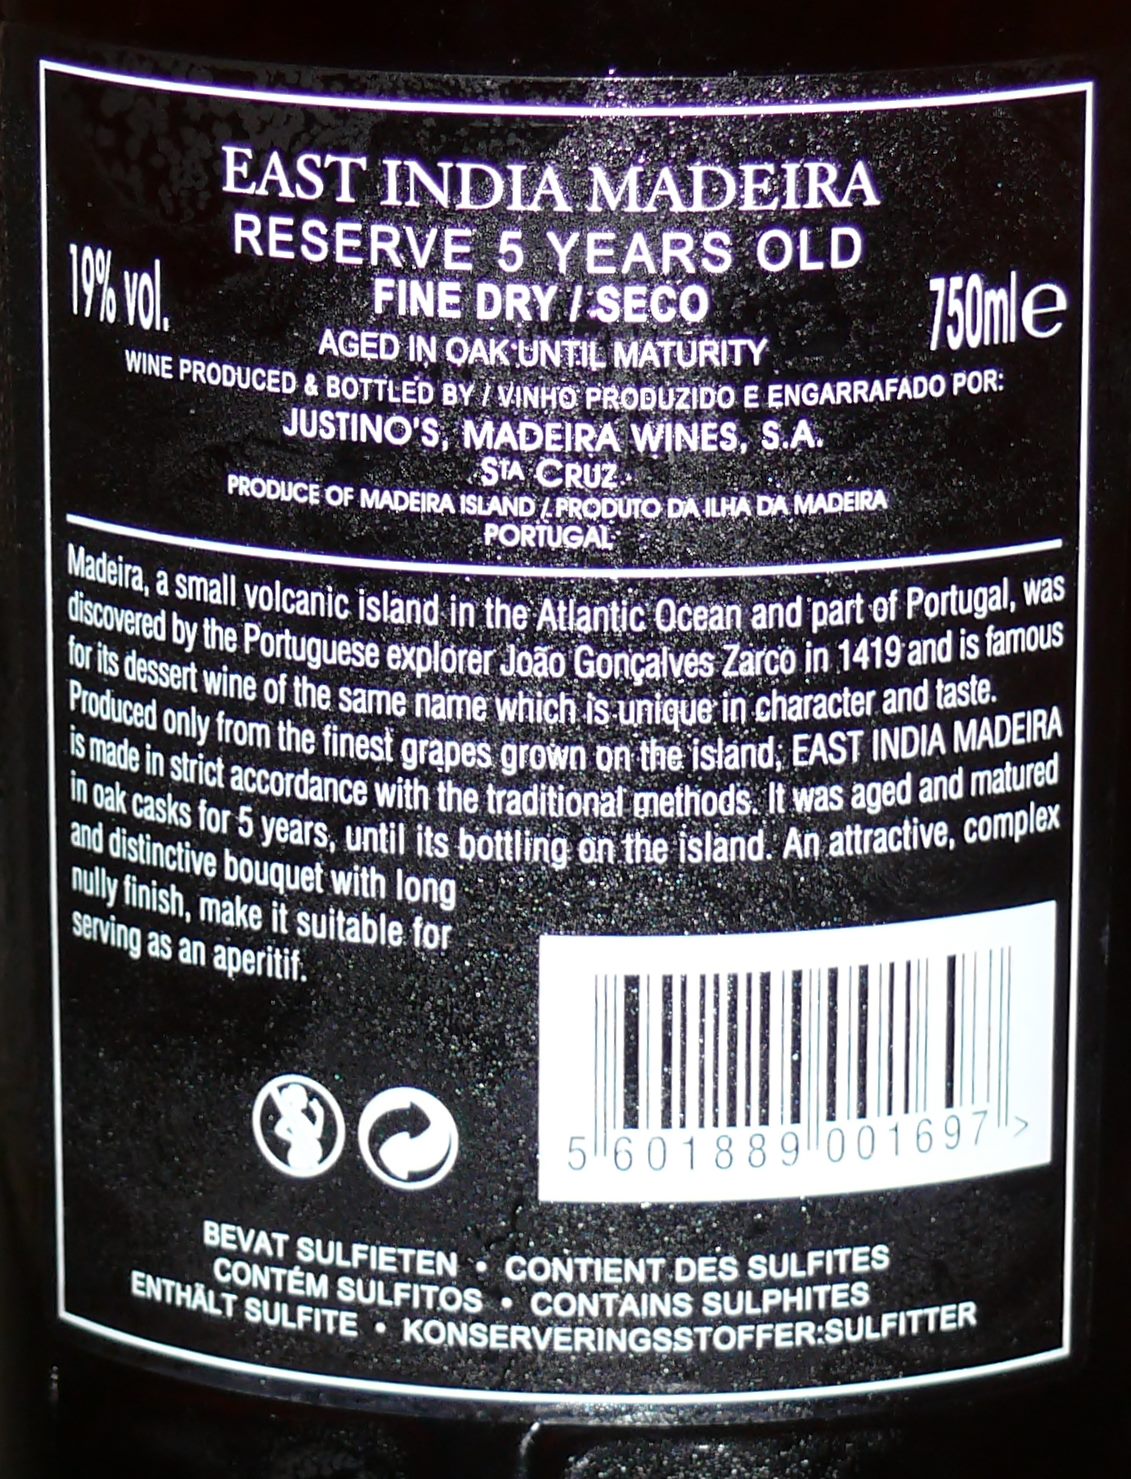 EAST INDIA MADEIRA
RESERVE 5 YEARS OLD
19% vol.
FINE DRY / SECO
750ml e
AGED IN OAK UNTIL MATURITY
WINE PRODUCED & BOTTLED BY / VINHO PRODUZIDO E ENGARRAFADO POR:
JUSTINO'S, MADEIRA WINES, S.A.
STA CRUZ
PRODUCE OF MADEIRA ISLAND / PRODUTO DA ILHA DA MADEIRA
PORTUGAL
Madeira, a small volcanic island in the Atlantic Ocean and part of Portugal, was
discovered by the Portuguese explorer João Gonçalves Zarco in 1419 and is famous
for its dessert wine of the same name which is unique in character and taste.
Produced only from the finest grapes grown on the island, EAST INDIA MADEIRA
is made in strict accordance with the traditional methods. It was aged and matured
in oak casks for 5 years, until its bottling on the island. An attractive, complex
and distinctive bouquet with long
nully finish, make it suitable for
serving as an aperitif.
5 601889 001697 >
BEVAT SULFIETEN • CONTIENT DES SULFITES
CONTÉM SULFITOS • CONTAINS SULPHITES
ENTHÄLT SULFITE • KONSERVERINGSSTOFFER:SULFITTER